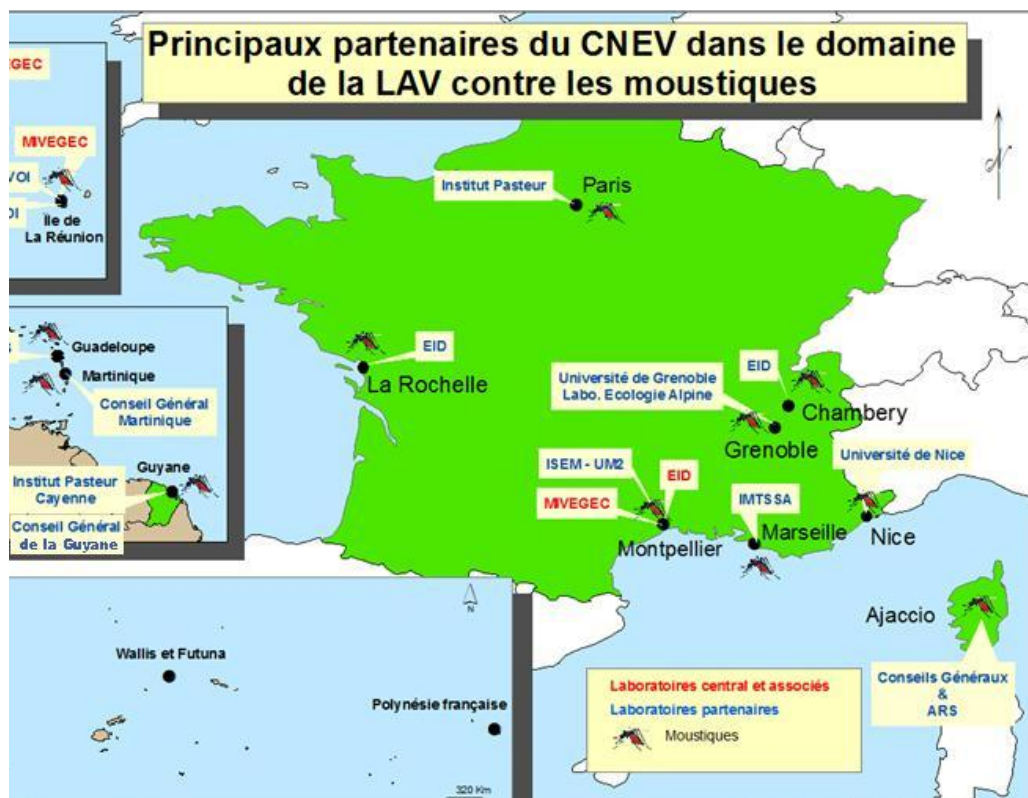 Principaux partenaires du CNEV dans le domaine
de la LAV contre les moustiques
MIVEGEC
Île de
La Réunion
Institut Pasteur
Paris
Guadeloupe
Martinique
Conseil Général
Martinique
Guyane
Institut Pasteur
Cayenne
Conseil Général
de la Guyane
EID
La Rochelle
EID
Chambery
Université de Grenoble
Labo. Ecologie Alpine
Grenoble
Université de Nice
Nice
ISEM - UM2
EID
MIVEGEC
Montpellier
IMTSSA
Marseille
Ajaccio
Conseils Généraux
&
ARS
N
Wallis et Futuna
Polynésie française
320 Km
Laboratoires central et associés
Laboratoires partenaires
Moustiques